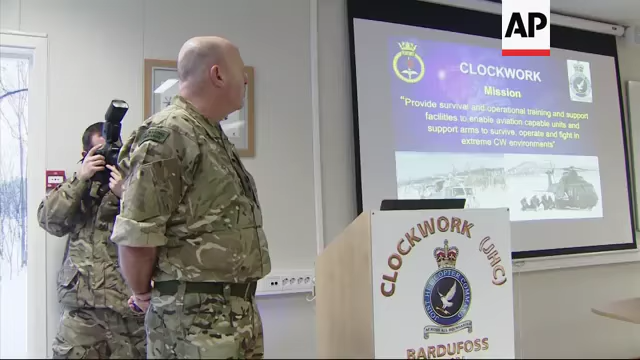 AP
CLOCKWORK
Mission
"Provide survival and operational training and support
facilities to enable aviation capable units and
support arms to survive, operate and fight in
extreme CW environments"
CLOCKWORK (JHC)
BARDUFOSS